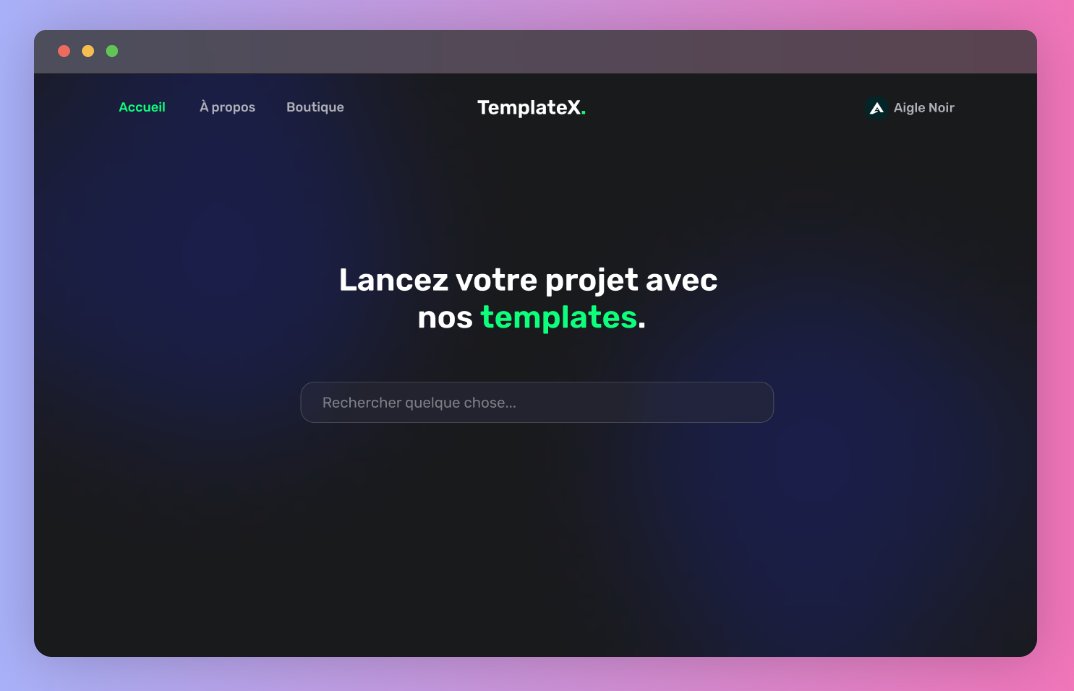 Accueil
À propos
Boutique
TemplateX.
Aigle Noir
Lancez votre projet avec
nos templates.
Rechercher quelque chose...